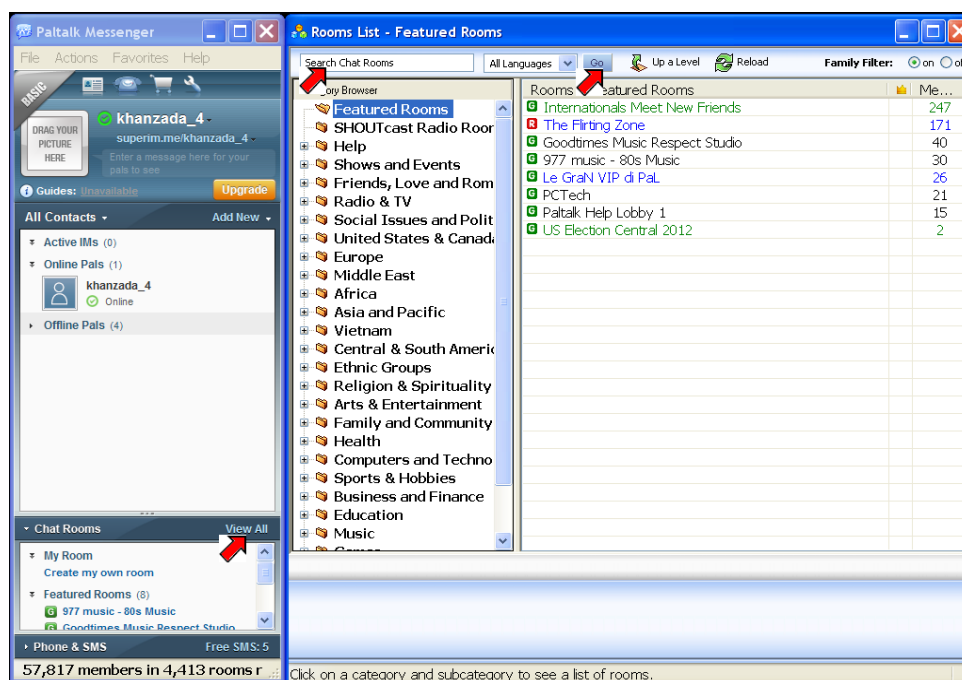 Paltalk Messenger
File Actions Favorites Help
BASIC
DRAG YOUR
PICTURE
HERE
khanzada_4
superim.me/khanzada_4
Enter a message here for your
pals to see
Guides: Unavailable
Upgrade
All Contacts
Add New
Active IMs (0)
Online Pals (1)
khanzada_4
Online
Offline Pals (4)
Chat Rooms
View All
My Room
Create my own room
Featured Rooms (8)
G 977 music - 80s Music
G Goodtimes Music Respect Studio
Phone & SMS
Free SMS: 5
57,817 members in 4,413 rooms r
Rooms List - Featured Rooms
Search Chat Rooms
All Languages
Go
Up a Level
Reload
Family Filter: on of
ory Browser
Featured Rooms
SHOUTcast Radio Roor
Help
Shows and Events
Friends, Love and Rom
Radio & TV
Social Issues and Polit
United States & Canad
Europe
Middle East
Africa
Asia and Pacific
Vietnam
Central & South Americ
Ethnic Groups
Religion & Spirituality
Arts & Entertainment
Family and Community
Health
Computers and Techno
Sports & Hobbies
Business and Finance
Education
Music
Games
Rooms eatured Rooms
Me...
G Internationals Meet New Friends 247
R The Flirting Zone 171
G Goodtimes Music Respect Studio 40
G 977 music - 80s Music 30
G Le GraN VIP di PaL 26
G PCTech 21
G Paltalk Help Lobby 1 15
G US Election Central 2012 2
Click on a category and subcategory to see a list of rooms.